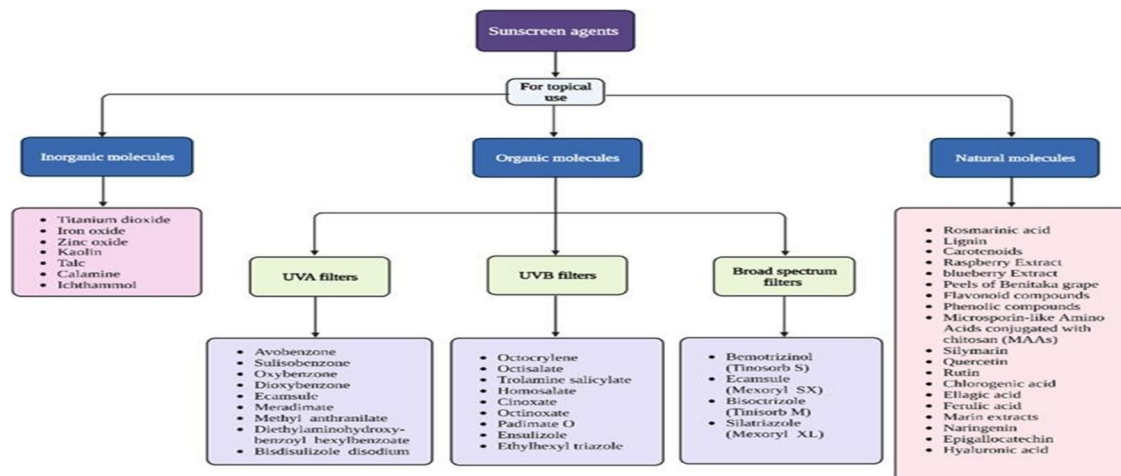 Sunscreen agents
For topical
use
Inorganic molecules
Organic molecules
Natural molecules
Titanium dioxide
Iron oxide
Zinc oxide
Kaolin
Talc
Calamine
Ichthammol
UVA filters
UVB filters
Broad spectrum
filters
Avobenzone
Sulisobenzone
Oxybenzone
Dioxybenzone
Ecamsule
Meradimate
Methyl anthranilate
Diethylaminohydroxy-
benzoyl hexylbenzoate
Bisdisulizole disodium
Octocrylene
Octisalate
Trolamine salicylate
Homosalate
Cinoxate
Octinoxate
Padimate O
Ensulizole
Ethylhexyl triazole
Bemotrizinol
(Tinosorb S)
Ecamsule
(Mexoryl SX)
Bisoctrizole
(Tinisorb M)
Silatriazole
(Mexoryl XL)
Rosmarinic acid
Lignin
Carotenoids
Raspberry Extract
blueberry Extract
Peels of Benitaka grape
Flavonoid compounds
Phenolic compounds
Microsporin-like Amino
Acids conjugated with
chitosan (MAAs)
Silymarin
Quercetin
Rutin
Chlorogenic acid
Ellagic acid
Ferulic acid
Marin extracts
Naringenin
Epigallocatechin
Hyaluronic acid